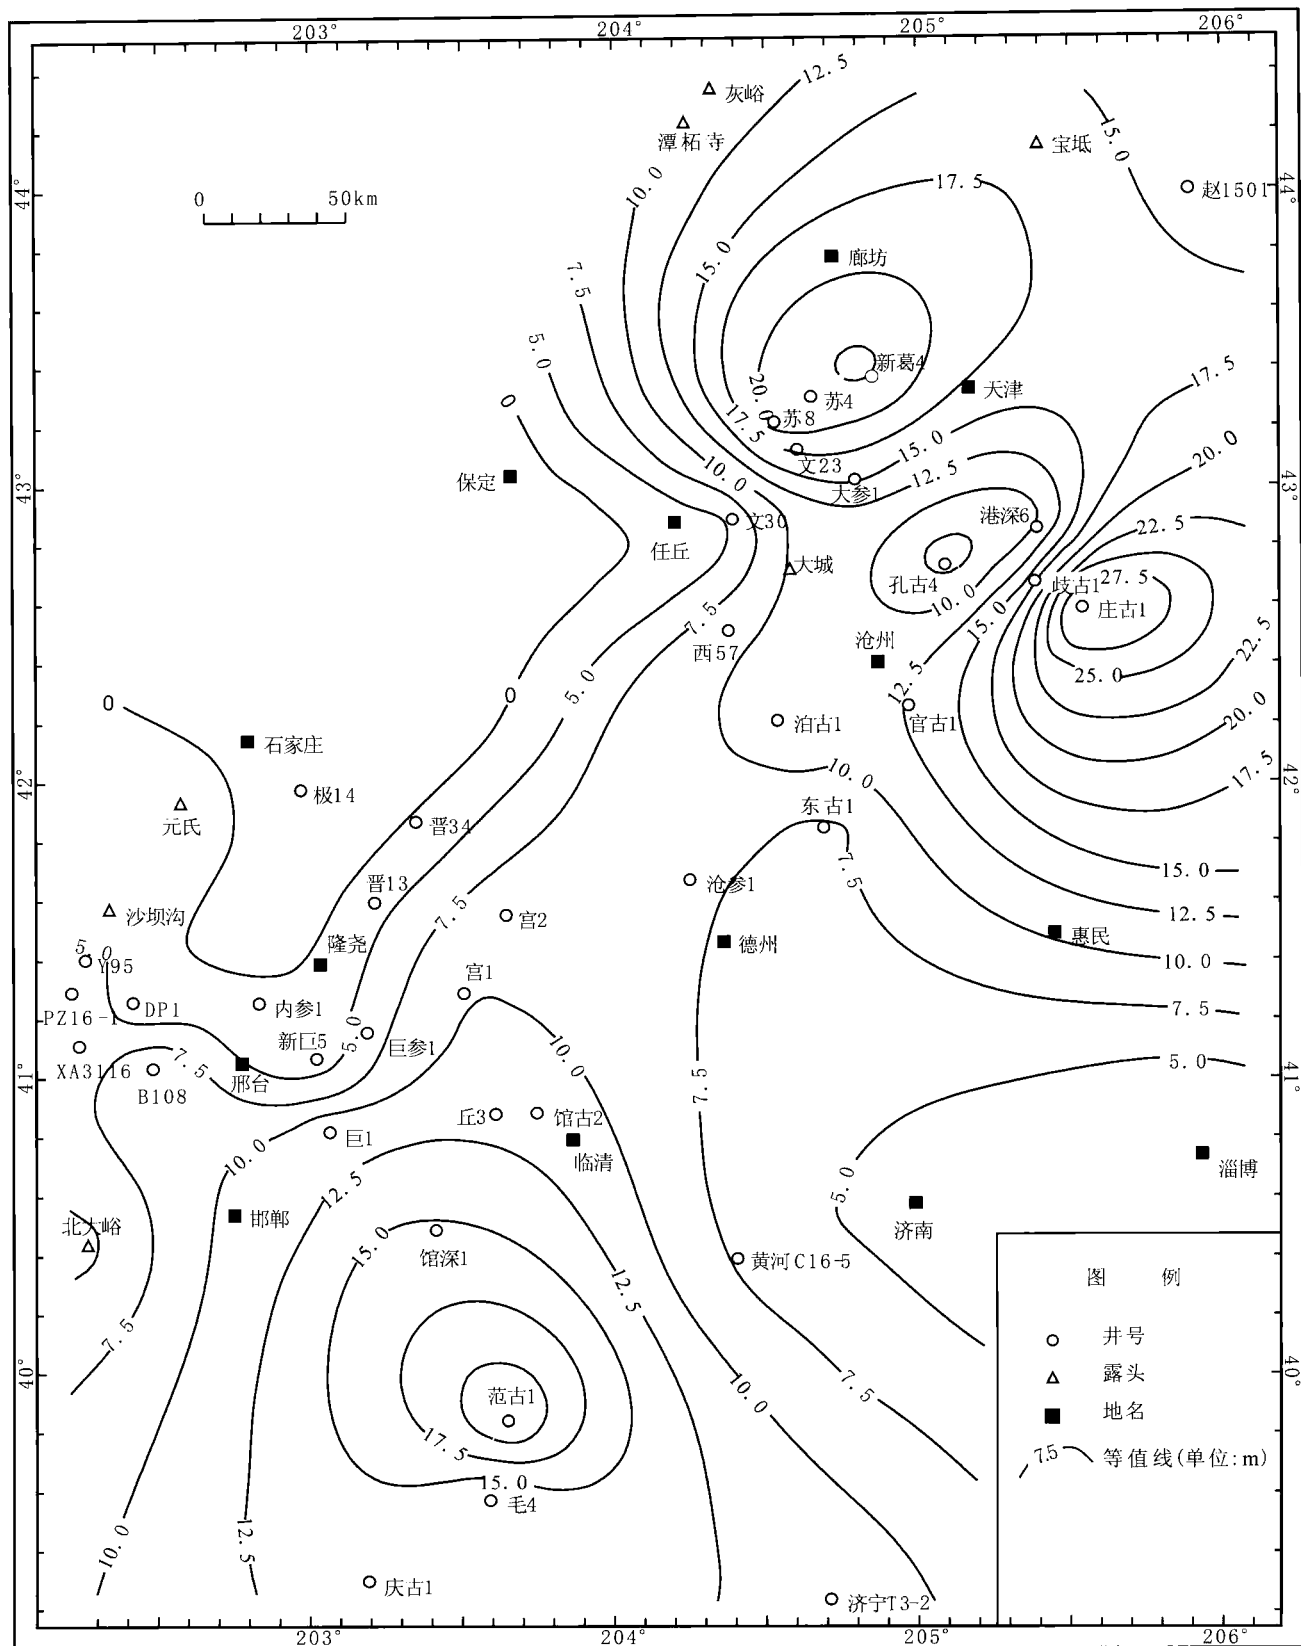 203° 204° 205° 206°
12.5
灰峪
潭柘寺
15.0
宝坻
赵1501
44°
44°
0 50km
10.0
17.5
15.0
廊坊
7.5
5.0
新葛4
17.5
20.0
苏4
天津
0
苏8
17.5
文23
15.0
20.0
10.0
12.5
大参1
保定
43°
43°
文30
港深6
22.5
任丘
大城
孔古4
歧古1
27.5
10.0
庄古1
15.0
7.5
西57
沧州
22.5
25.0
12.5
5.0
0
0
泊古1
官古1
20.0
石家庄
10.0
17.5
42°
42°
极14
东古1
元氏
晋34
7.5
15.0
晋13
沧参1
沙坝沟
7.5
宫2
12.5
隆尧
德州
惠民
5.0
Y95
宫1
10.0
PZ16-1
DP1
内参1
7.5
新巨5
5.0
巨参1
10.0
XA3116
7.5
邢台
5.0
41°
41°
B108
7.5
丘3
馆古2
巨1
临清
10.0
淄博
12.5
5.0
北大峪
邯郸
济南
15.0
馆深1
黄河C16-5
12.5
图 例
7.5
井号
40°
40°
范古1
10.0
7.5
露头
地名
17.5
7.5 等值线(单位:m)
15.0
毛4
10.0
12.5
庆古1
济宁T3-2
203° 204° 205° 206°